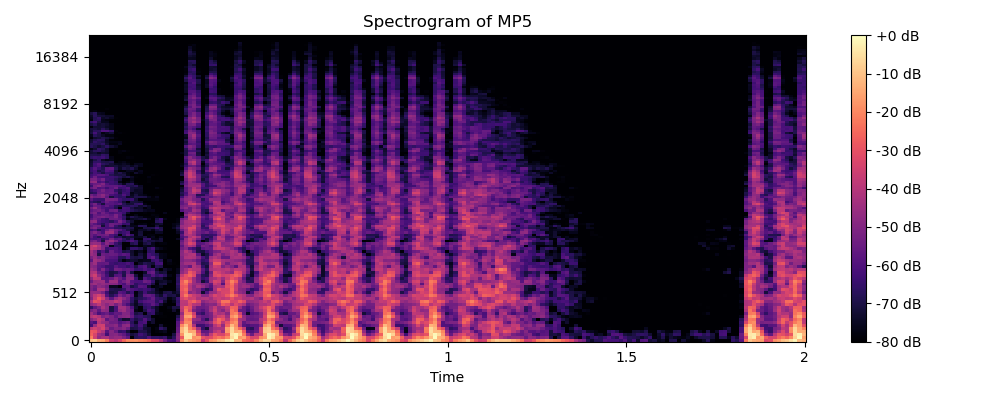 Spectrogram of MP5
16384
8192
4096
2048
1024
512
0
Hz
0
0.5
1
1.5
2
Time
+0 dB
-10 dB
-20 dB
-30 dB
-40 dB
-50 dB
-60 dB
-70 dB
-80 dB